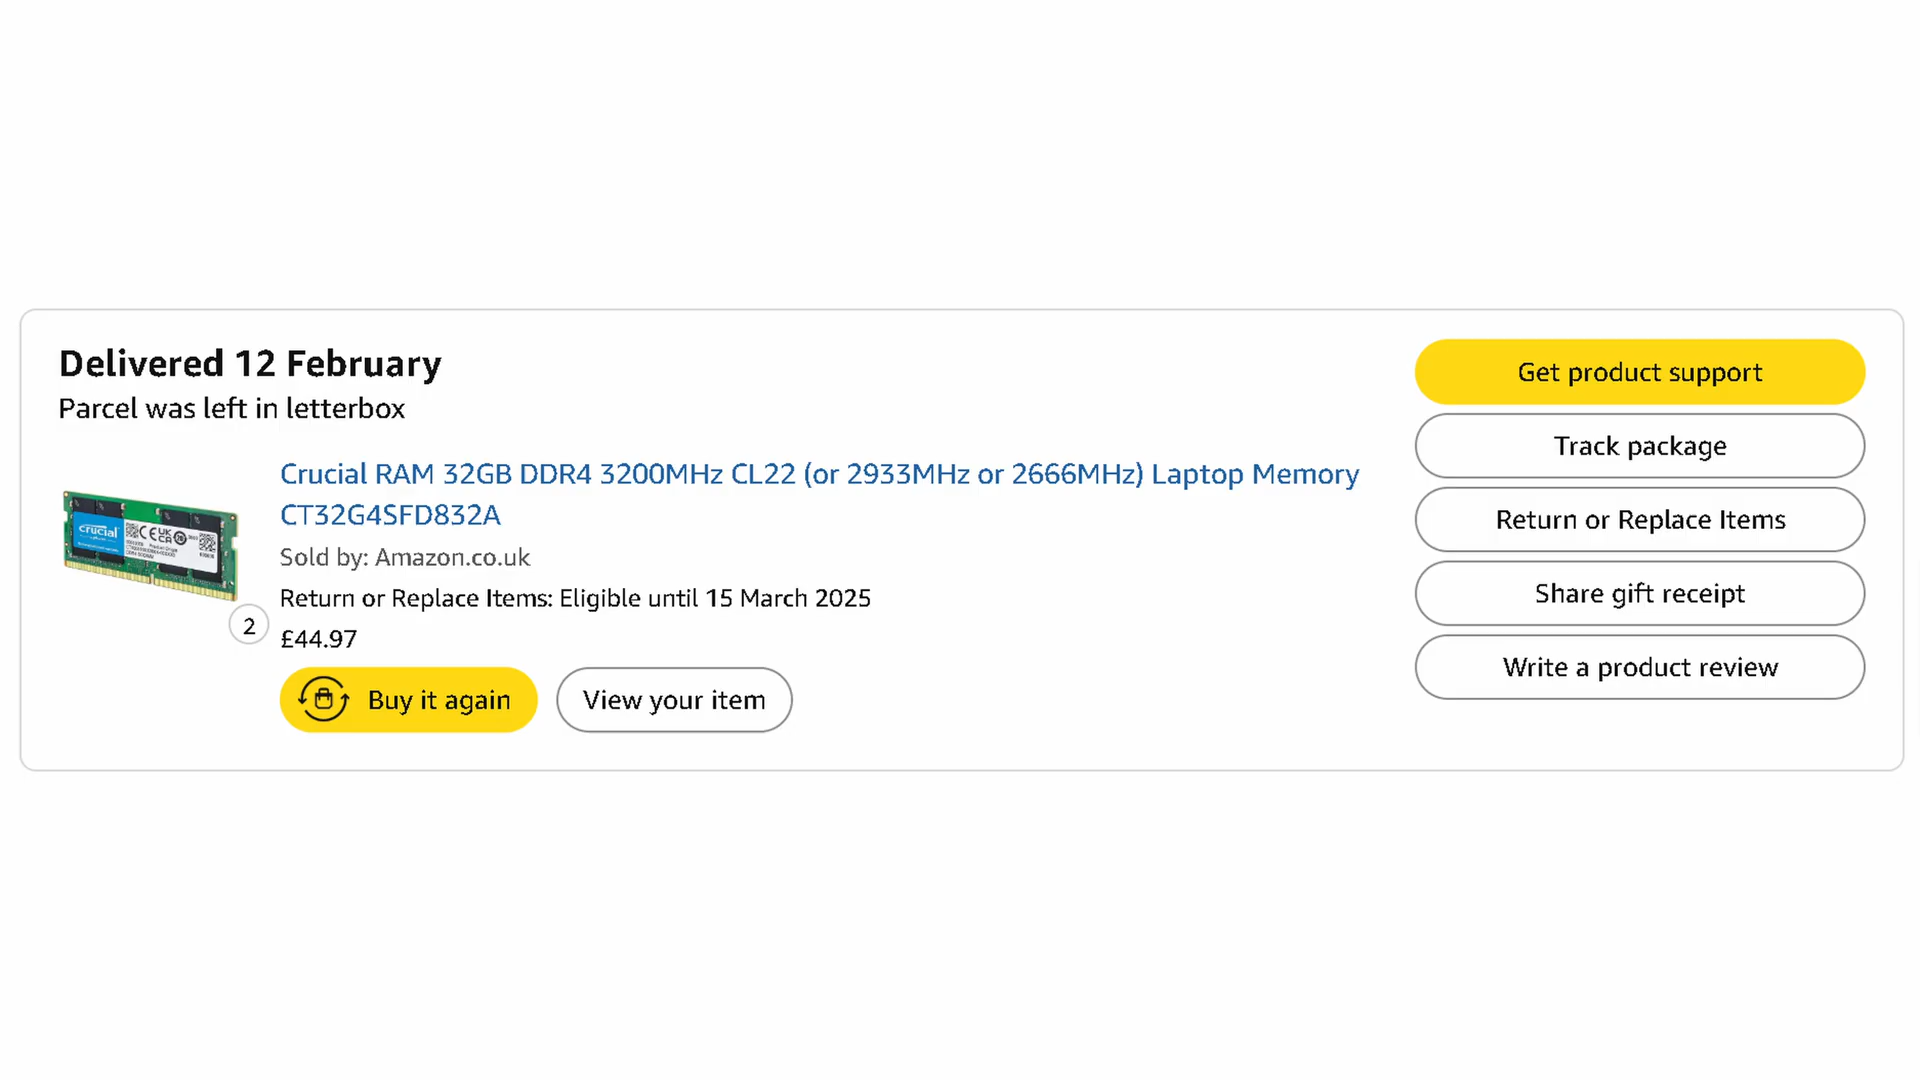 Delivered 12 February
Parcel was left in letterbox
Crucial RAM 32GB DDR4 3200MHz CL22 (or 2933MHz or 2666MHz) Laptop Memory
CT32G4SFD832A
Sold by: Amazon.co.uk
Return or Replace Items: Eligible until 15 March 2025
£44.97
crucial
2
Buy it again
View your item
Get product support
Track package
Return or Replace Items
Share gift receipt
Write a product review